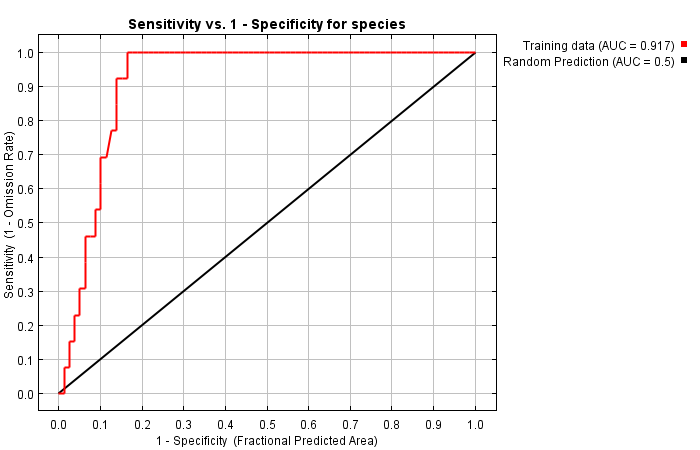 Sensitivity vs. 1 - Specificity for species
Training data (AUC = 0.917)
Random Prediction (AUC = 0.5)
Sensitivity (1 - Omission Rate)
1.0
0.9
0.8
0.7
0.6
0.5
0.4
0.3
0.2
0.1
0.0
0.0 0.1 0.2 0.3 0.4 0.5 0.6 0.7 0.8 0.9 1.0
1 - Specificity (Fractional Predicted Area)